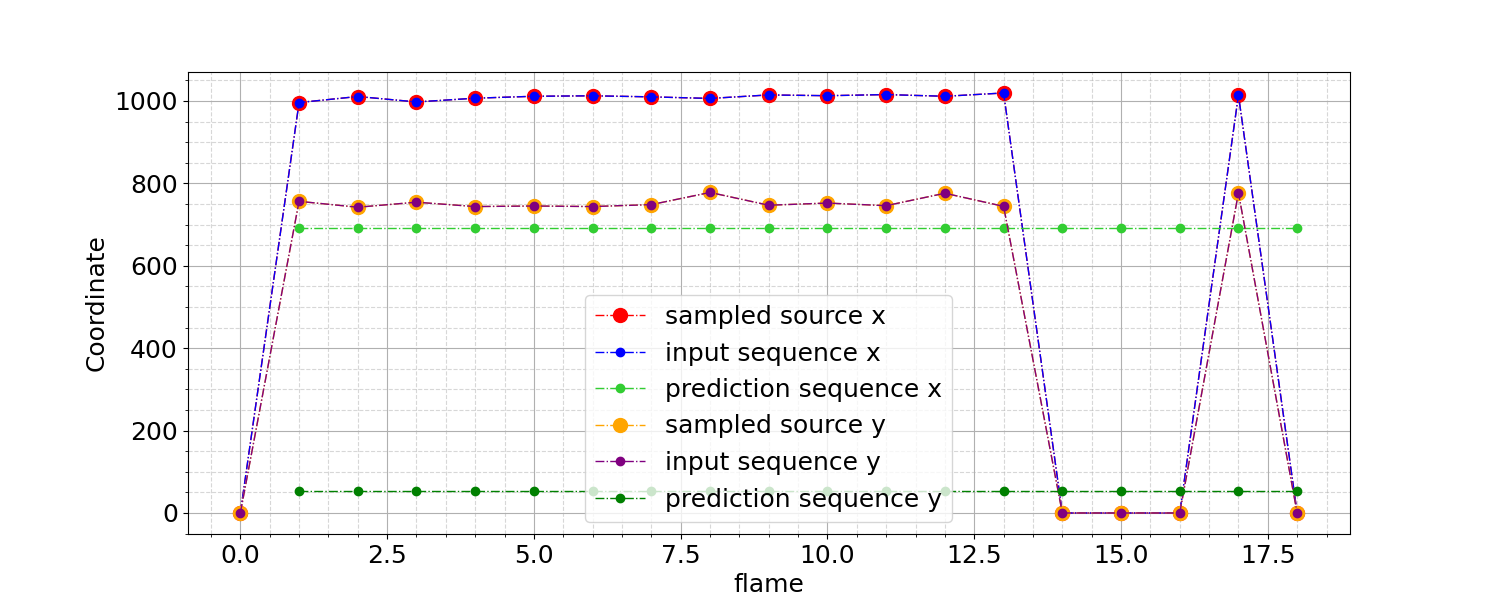 1000
800
600
400
200
0
Coordinate
sampled source x
input sequence x
prediction sequence x
sampled source y
input sequence y
prediction sequence y
0.0 2.5 5.0 7.5 10.0 12.5 15.0 17.5
flame